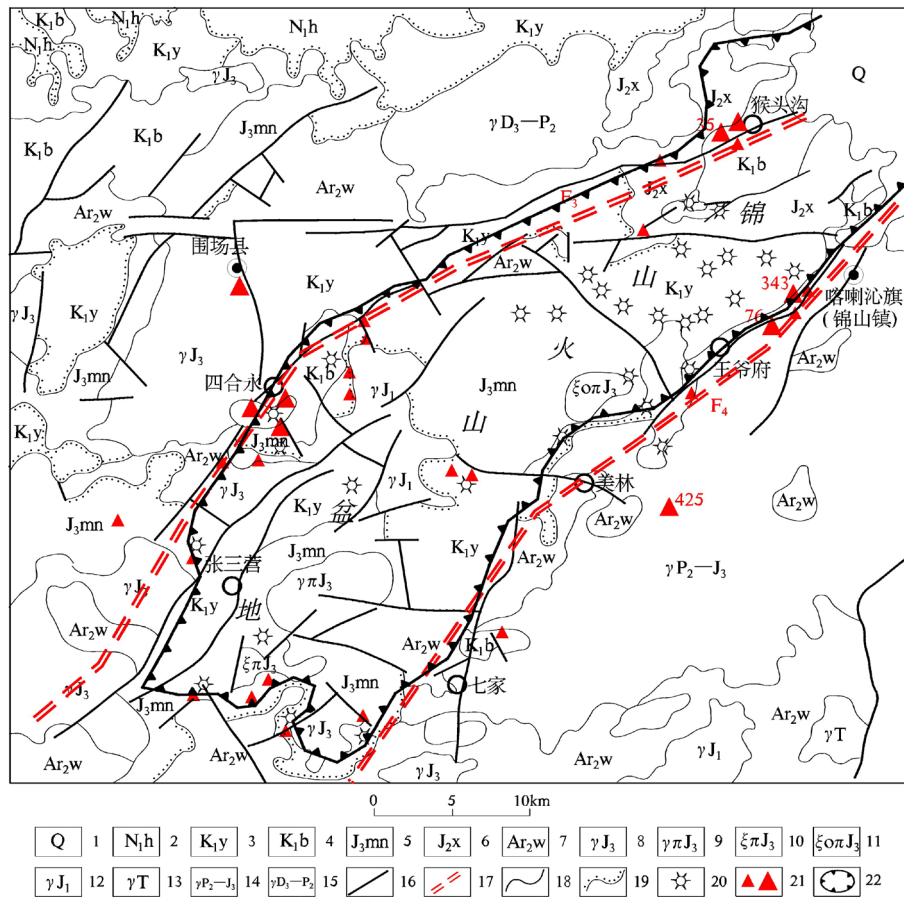 K₁b
N₁h
K₁y
N₁h
K₁b
N₁h
K₁y
Q
γJ₃
γD₃—P₂
J₂x
J₂x
猴头沟
35
K₁b
K₁b
J₃mn
K₁b
Ar₂w
J₂x
F₃
Ar₂w
锦
J₂x
K₁b
K₁y
围场县
Ar₂w
山
K₁y
343
喀喇沁旗
(锦山镇)
γJ₃
K₁y
K₁y
76
王爷府
Ar₂w
火
γJ₃
四合永
K₁b
γJ₁
J₃mn
ξoπJ₃
J₃mn
F₄
K₁y
J₃mn
山
Ar₂w
γJ₃
γJ₁
美林
Ar₂w
425
Ar₂w
K₁y
盆
J₃mn
K₁y
J₃mn
Ar₂w
γP₂—J₃
张三营
γπJ₃
γJ₃
K₁y
地
Ar₂w
Ar₂w
K₁b
ξπJ₃
七家
γJ₃
J₃mn
J₃mn
Ar₂w
γJ₃
γT
Ar₂w
Ar₂w
γJ₃
Ar₂w
γJ₁
0 5 10km
Q 1 N₁h 2 K₁y 3 K₁b 4 J₃mn 5 J₂x 6 Ar₂w 7 γJ₃ 8 γπJ₃ 9 ξπJ₃ 10 ξoπJ₃ 11
γJ₁ 12 γT 13 γP₂—J₃ 14 γD₃—P₂ 15 16 17 18 19 20 21 22